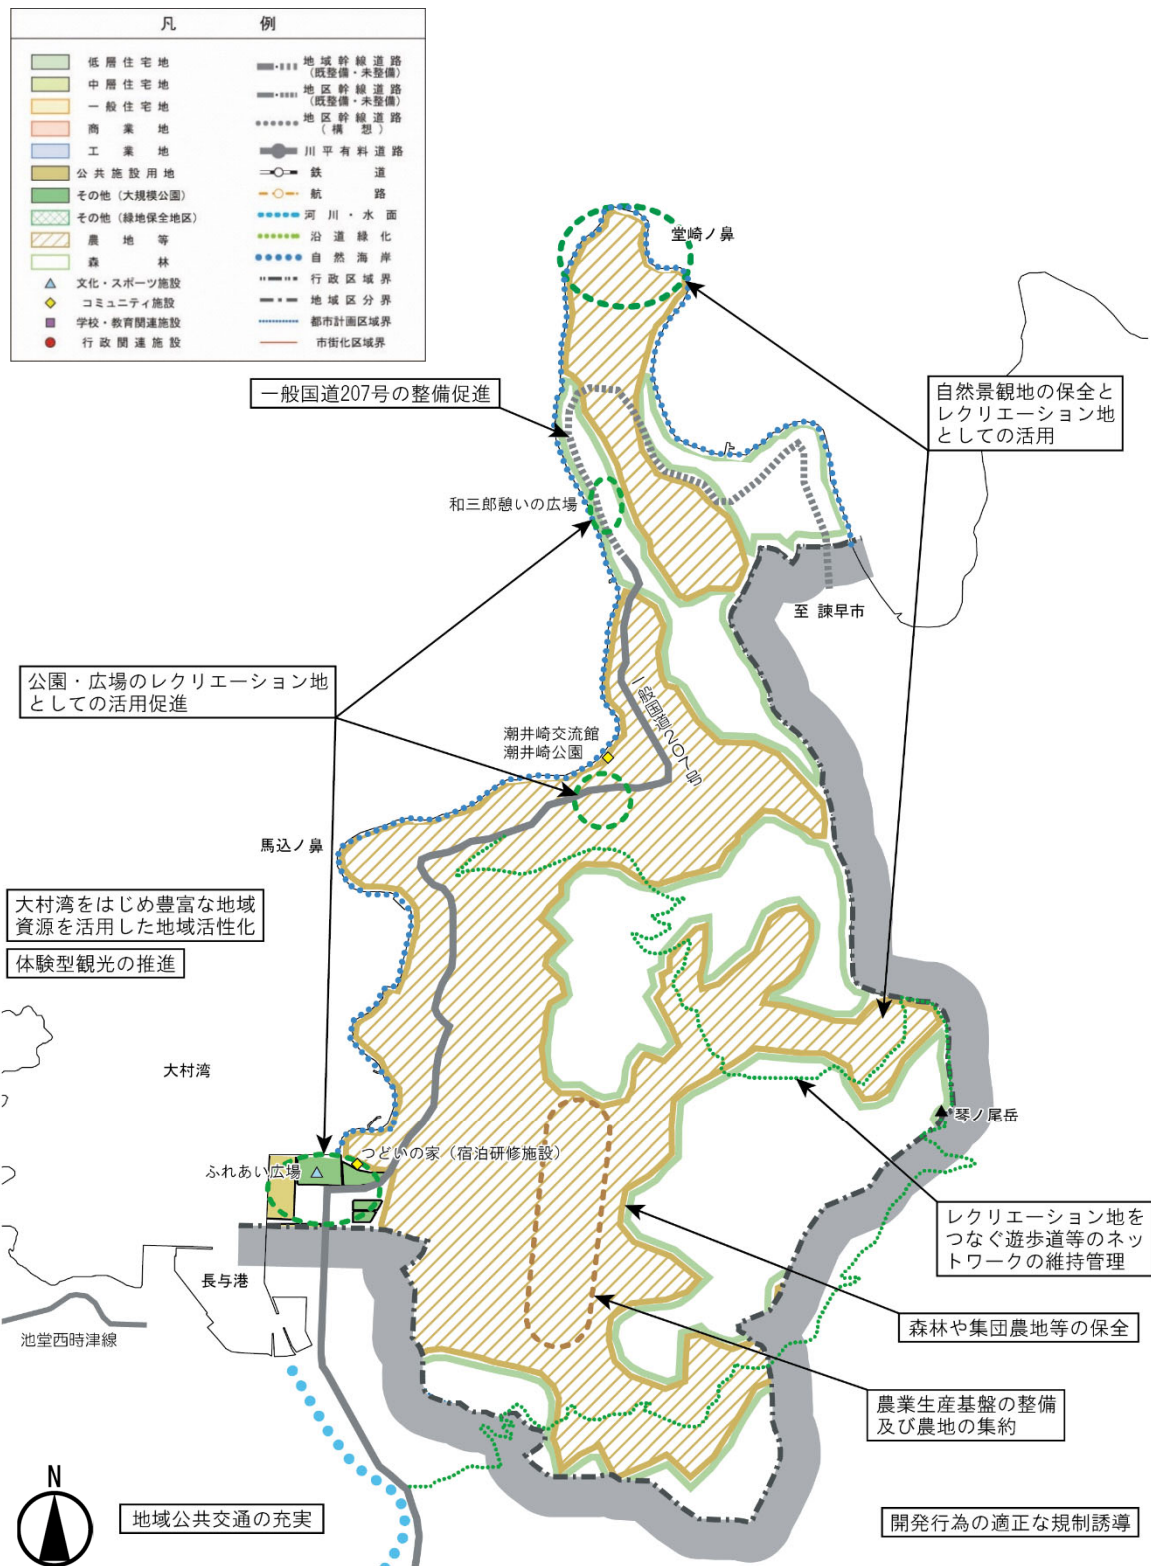 凡 例
低層住宅地
中層住宅地
一般住宅地
商業地
工業地
公共施設用地
その他(大規模公園)
その他(緑地保全地区)
農地等
森林
文化・スポーツ施設
コミュニティ施設
学校・教育関連施設
行政関連施設
地域幹線道路
(既整備・未整備)
地区幹線道路
(既整備・未整備)
地区幹線道路
(構想)
川平有料道路
鉄道
航路
河川・水面
沿道緑化
自然海岸
行政区域界
地域区分界
都市計画区域界
市街化区域界
堂崎ノ鼻
一般国道207号の整備促進
自然景観地の保全と
レクリエーション地
としての活用
和三郎憩いの広場
至 諫早市
公園・広場のレクリエーション地
としての活用促進
一般国道207号
潮井崎交流館
潮井崎公園
馬込ノ鼻
大村湾をはじめ豊富な地域
資源を活用した地域活性化
体験型観光の推進
大村湾
琴ノ尾岳
つどいの家(宿泊研修施設)
ふれあい広場
レクリエーション地を
つなぐ遊歩道等のネッ
トワークの維持管理
長与港
池堂西時津線
森林や集団農地等の保全
農業生産基盤の整備
及び農地の集約
N
地域公共交通の充実
開発行為の適正な規制誘導